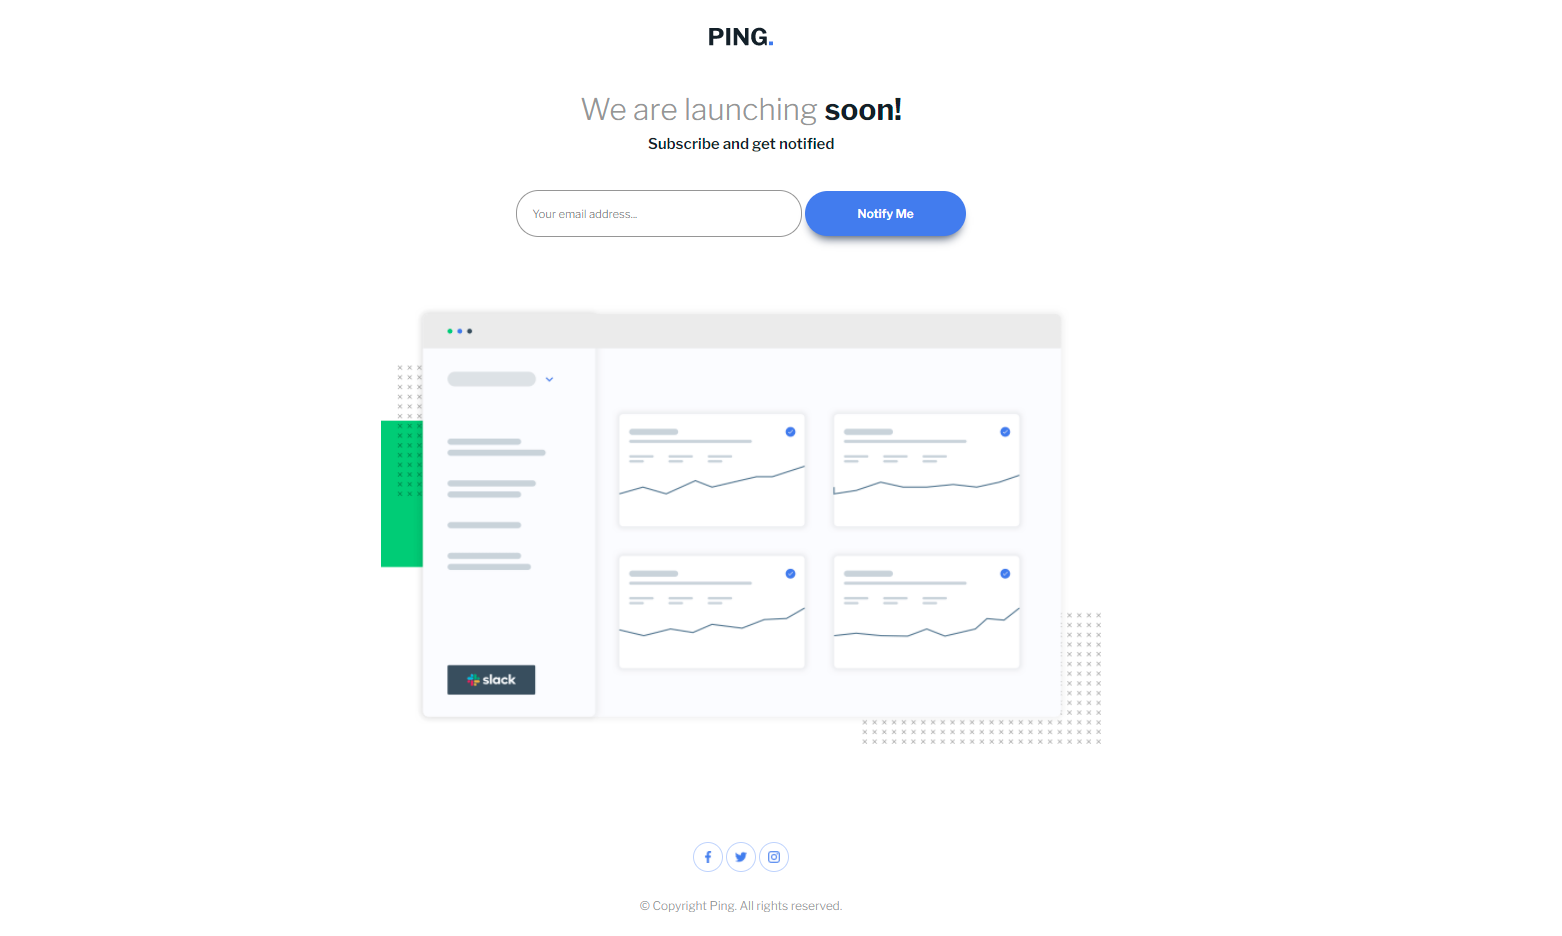 PING.
We are launching soon!
Subscribe and get notified
Your email address...
Notify Me
slack
© Copyright Ping. All rights reserved.